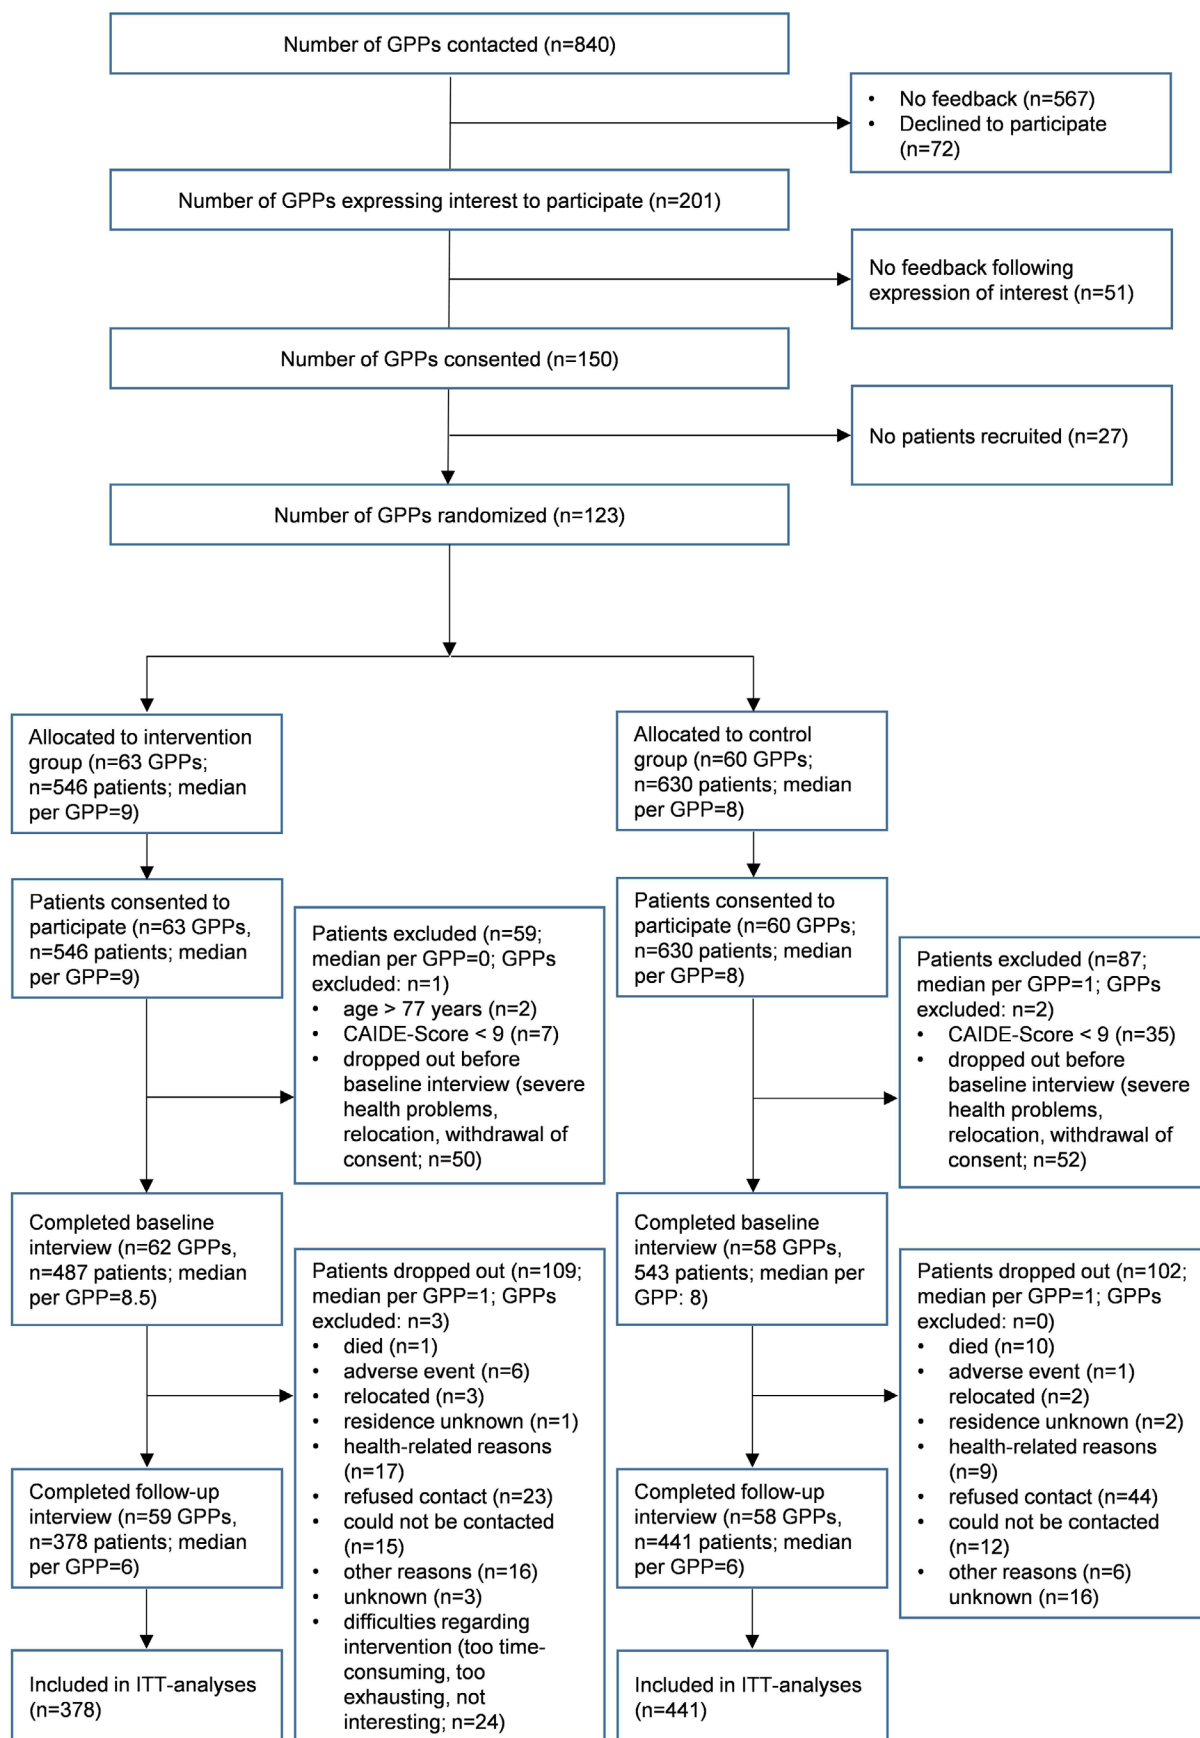 Number of GPPs contacted (n=840)
• No feedback (n=567)
• Declined to participate
(n=72)
Number of GPPs expressing interest to participate (n=201)
No feedback following
expression of interest (n=51)
Number of GPPs consented (n=150)
No patients recruited (n=27)
Number of GPPs randomized (n=123)
Allocated to intervention
group (n=63 GPPs;
n=546 patients; median
per GPP=9)
Allocated to control
group (n=60 GPPs;
n=630 patients; median
per GPP=8)
Patients consented to
participate (n=63 GPPs,
n=546 patients; median
per GPP=9)
Patients excluded (n=59;
median per GPP=0; GPPs
excluded: n=1)
• age > 77 years (n=2)
• CAIDE-Score < 9 (n=7)
• dropped out before
baseline interview (severe
health problems,
relocation, withdrawal of
consent; n=50)
Patients consented to
participate (n=60 GPPs;
n=630 patients; median
per GPP=8)
Patients excluded (n=87;
median per GPP=1; GPPs
excluded: n=2)
• CAIDE-Score < 9 (n=35)
• dropped out before
baseline interview (severe
health problems,
relocation, withdrawal of
consent; n=52)
Completed baseline
interview (n=62 GPPs,
n=487 patients; median
per GPP=8.5)
Patients dropped out (n=109;
median per GPP=1; GPPs
excluded: n=3)
• died (n=1)
• adverse event (n=6)
• relocated (n=3)
• residence unknown (n=1)
• health-related reasons
(n=17)
• refused contact (n=23)
• could not be contacted
(n=15)
• other reasons (n=16)
• unknown (n=3)
• difficulties regarding
intervention (too time-
consuming, too
exhausting, not
interesting; n=24)
Completed baseline
interview (n=58 GPPs,
543 patients; median per
GPP: 8)
Patients dropped out (n=102;
median per GPP=1; GPPs
excluded: n=0)
• died (n=10)
• adverse event (n=1)
relocated (n=2)
• residence unknown (n=2)
• health-related reasons
(n=9)
• refused contact (n=44)
• could not be contacted
(n=12)
• other reasons (n=6)
unknown (n=16)
Completed follow-up
interview (n=59 GPPs,
n=378 patients; median
per GPP=6)
Completed follow-up
interview (n=58 GPPs,
n=441 patients; median
per GPP=6)
Included in ITT-analyses
(n=378)
Included in ITT-analyses
(n=441)